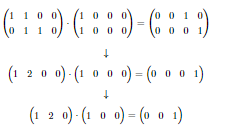 (1 1 0 0
0 1 1 0) · (1 0 0 0
1 0 0 0) = (0 0 1 0
0 0 0 1)
↓
(1 2 0 0) · (1 0 0 0) = (0 0 0 1)
↓
(1 2 0) · (1 0 0) = (0 0 1)